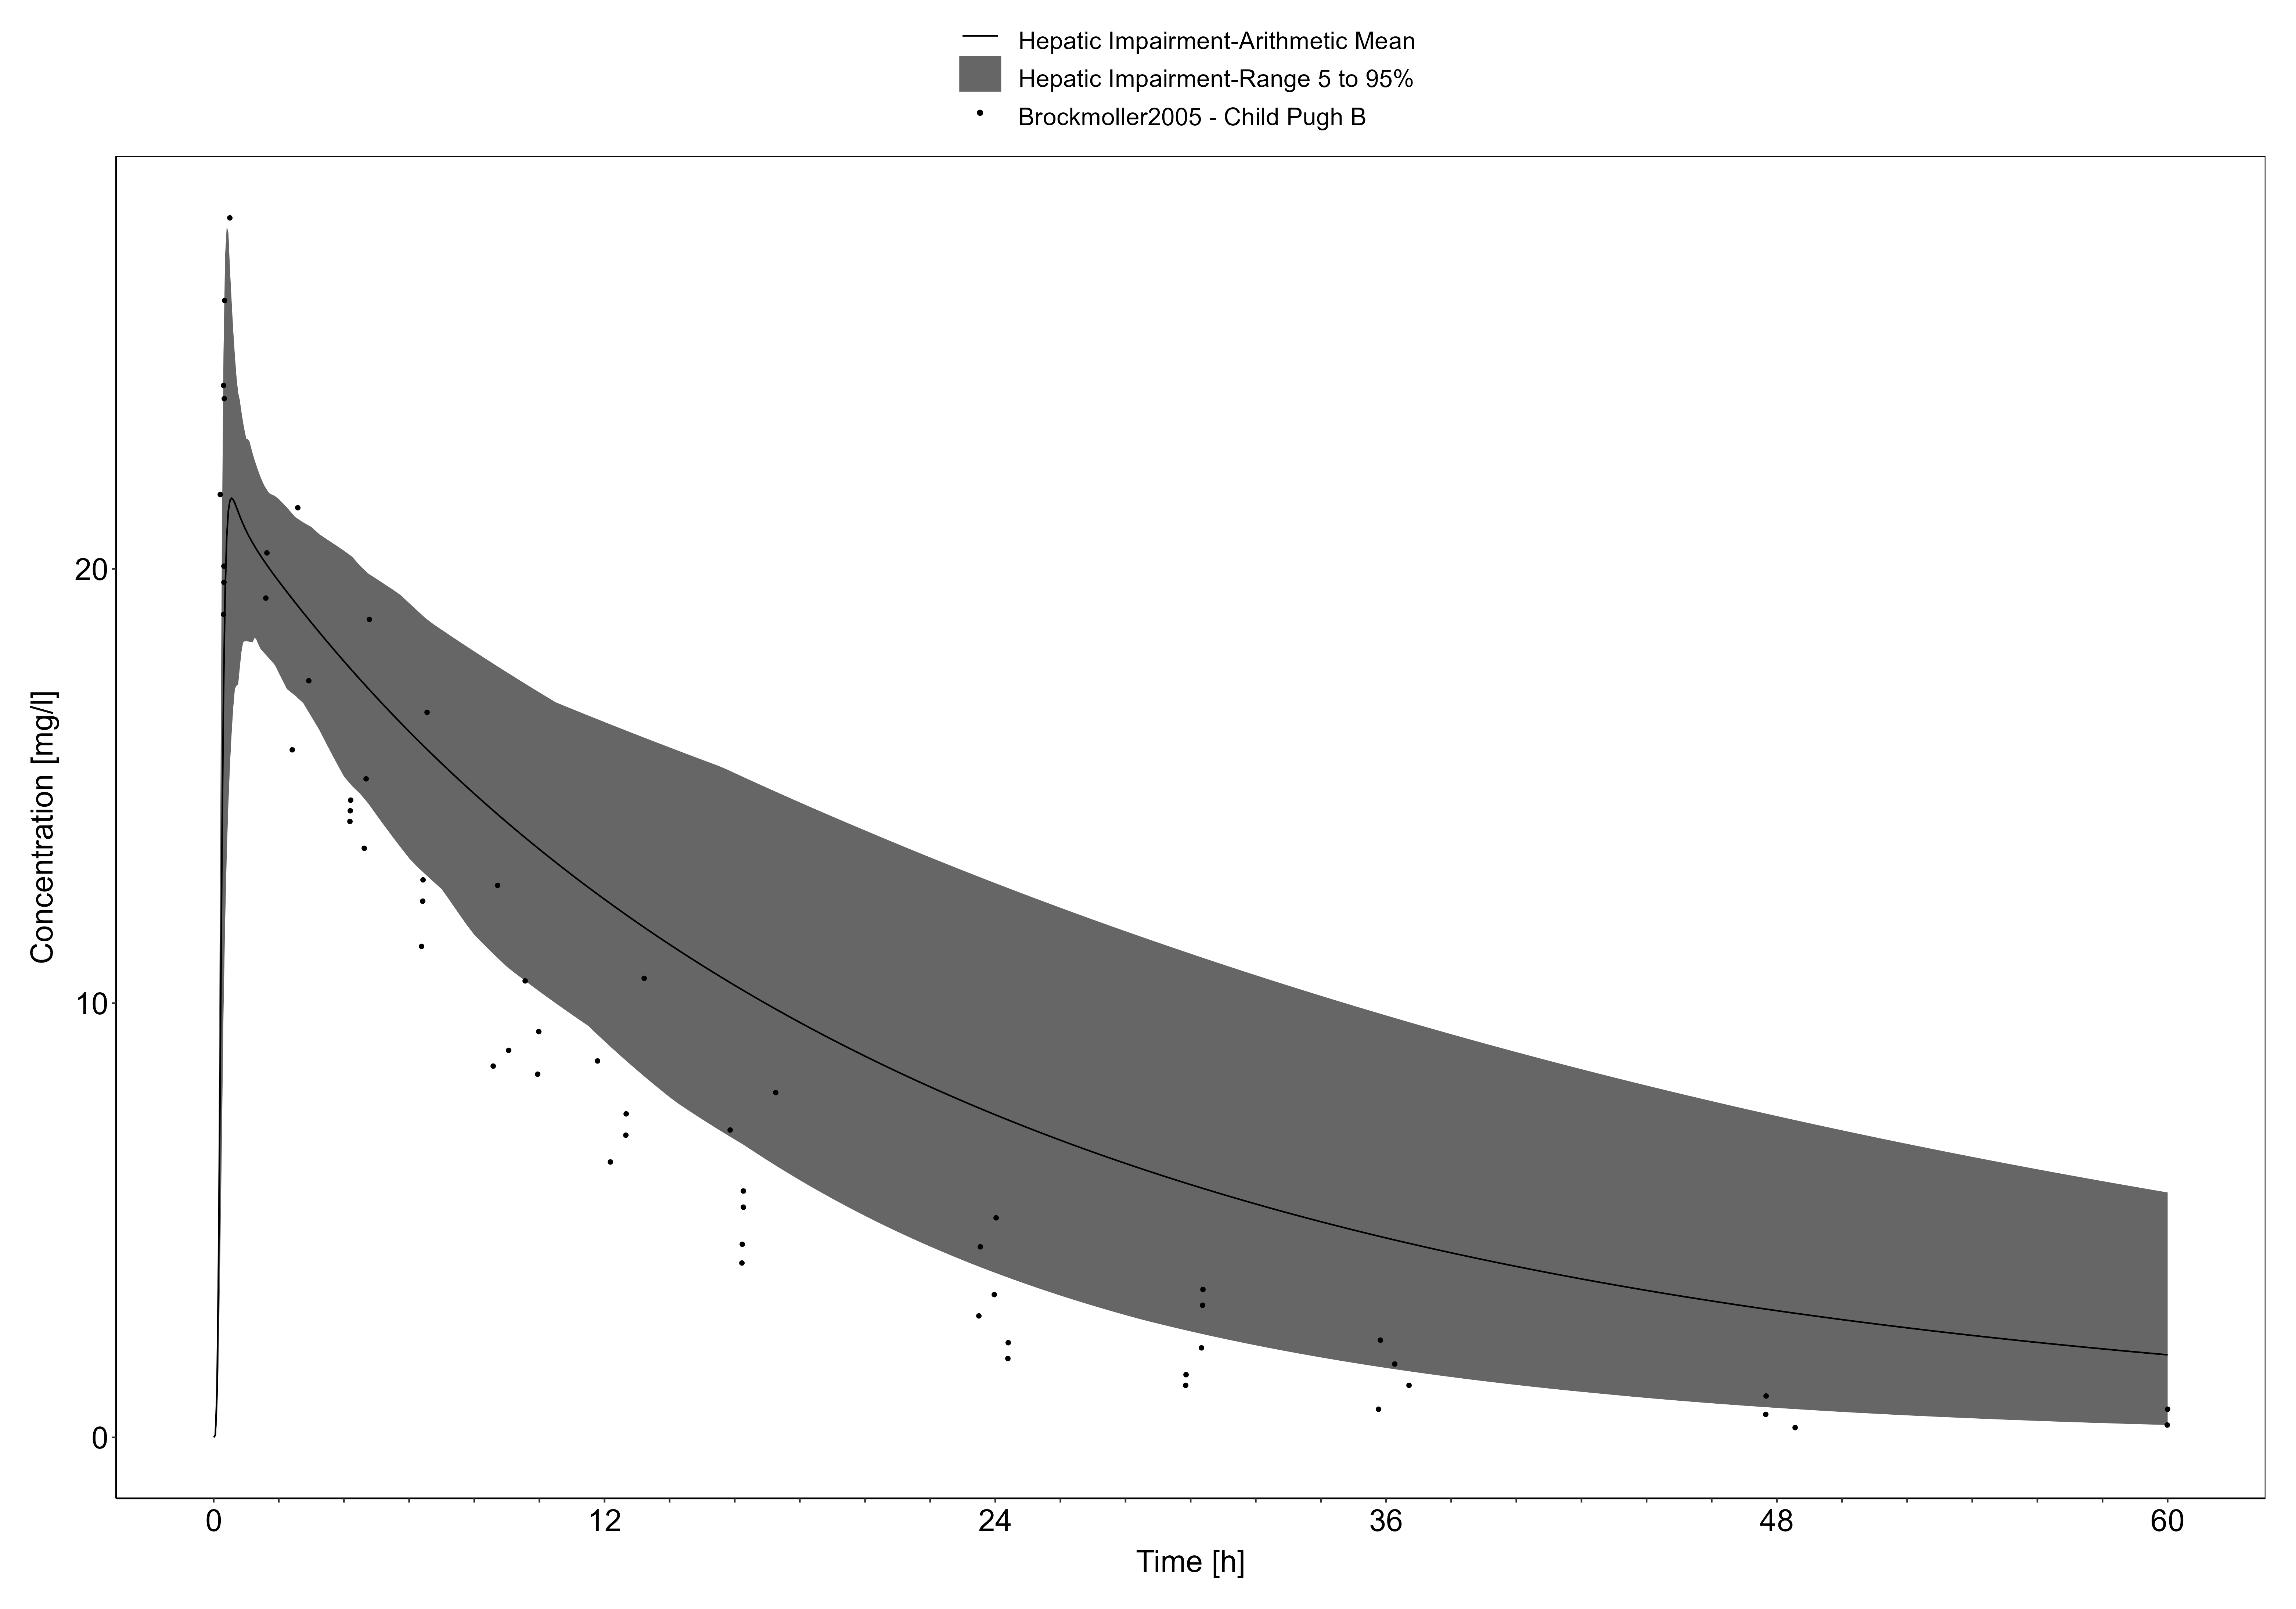 Hepatic Impairment-Arithmetic Mean
Hepatic Impairment-Range 5 to 95%
Brockmoller2005 - Child Pugh B
Concentration [mg/l]
20
10
0
0 12 24 36 48 60
Time [h]